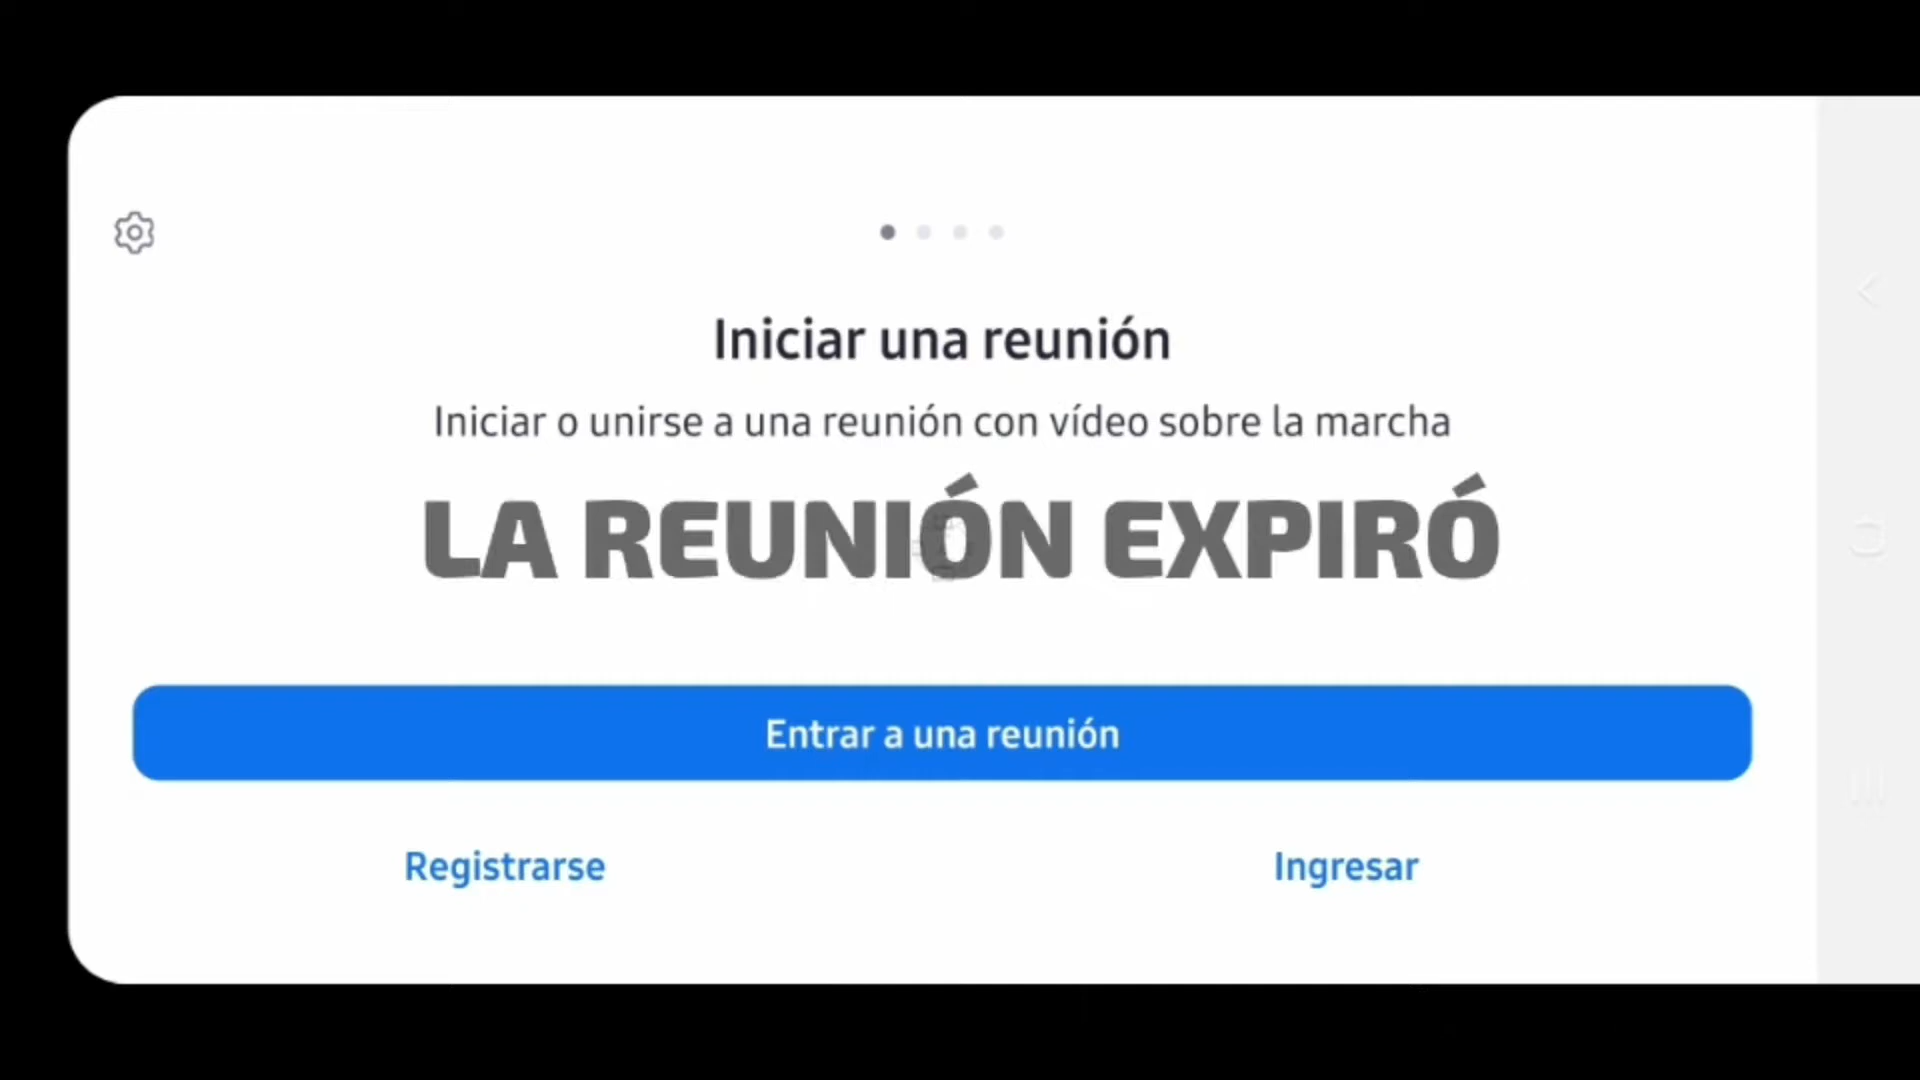 Iniciar una reunión
Iniciar o unirse a una reunión con vídeo sobre la marcha
LA REUNIÓN EXPIRÓ
Entrar a una reunión
Registrarse
Ingresar